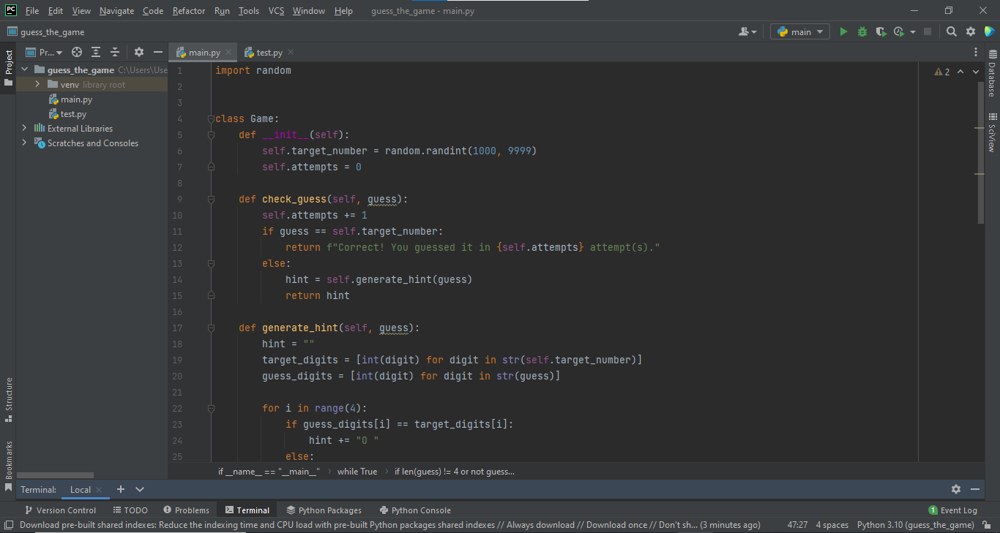 PC File Edit View Navigate Code Refactor Run Tools VCS Window Help guess_the_game - main.py
guess_the_game main
Project Pr... main.py test.py
guess_the_game C:\Users\Use
venv library root
main.py
test.py
External Libraries
Scratches and Consoles
Structure
Bookmarks
1 import random
2
3
4 class Game:
5     def __init__(self):
6         self.target_number = random.randint(1000, 9999)
7         self.attempts = 0
8
9     def check_guess(self, guess):
10         self.attempts += 1
11         if guess == self.target_number:
12             return f"Correct! You guessed it in {self.attempts} attempt(s)."
13         else:
14             hint = self.generate_hint(guess)
15             return hint
16
17     def generate_hint(self, guess):
18         hint = ""
19         target_digits = [int(digit) for digit in str(self.target_number)]
20         guess_digits = [int(digit) for digit in str(guess)]
21
22         for i in range(4):
23             if guess_digits[i] == target_digits[i]:
24                 hint += "O "
25             else:
2
Database
SciView
if __name__ == "__main__" › while True › if len(guess) != 4 or not guess...
Terminal: Local
Version Control TODO Problems Terminal Python Packages Python Console 1 Event Log
Download pre-built shared indexes: Reduce the indexing time and CPU load with pre-built Python packages shared indexes // Always download // Download once // Don't sh... (3 minutes ago) 47:27 4 spaces Python 3.10 (guess_the_game)